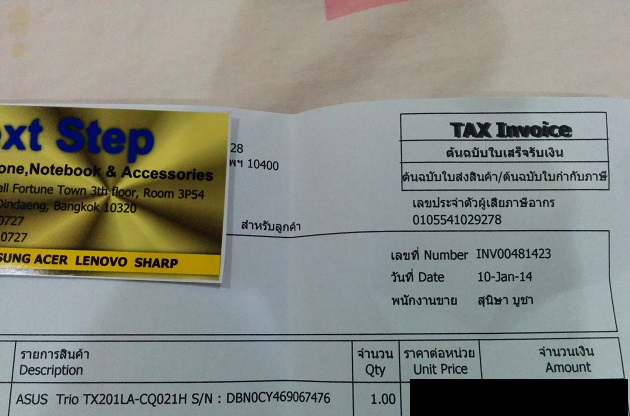 ext Step
one,Notebook & Accessories
all Fortune Town 3th floor, Room 3P54
Dindaeng, Bangkok 10320
0727
0727
SUNG ACER LENOVO SHARP
28
พฯ 10400
สำหรับลูกค้า
TAX Invoice
ต้นฉบับใบเสร็จรับเงิน
ต้นฉบับใบส่งสินค้า/ต้นฉบับใบกำกับภาษี
เลขประจำตัวผู้เสียภาษีอากร
0105541029278
เลขที่ Number INV00481423
วันที่ Date 10-Jan-14
พนักงานขาย สุนิษา บูชา
รายการสินค้า จำนวน ราคาต่อหน่วย จำนวนเงิน
Description Qty Unit Price Amount
ASUS Trio TX201LA-CQ021H S/N : DBN0CY469067476 1.00